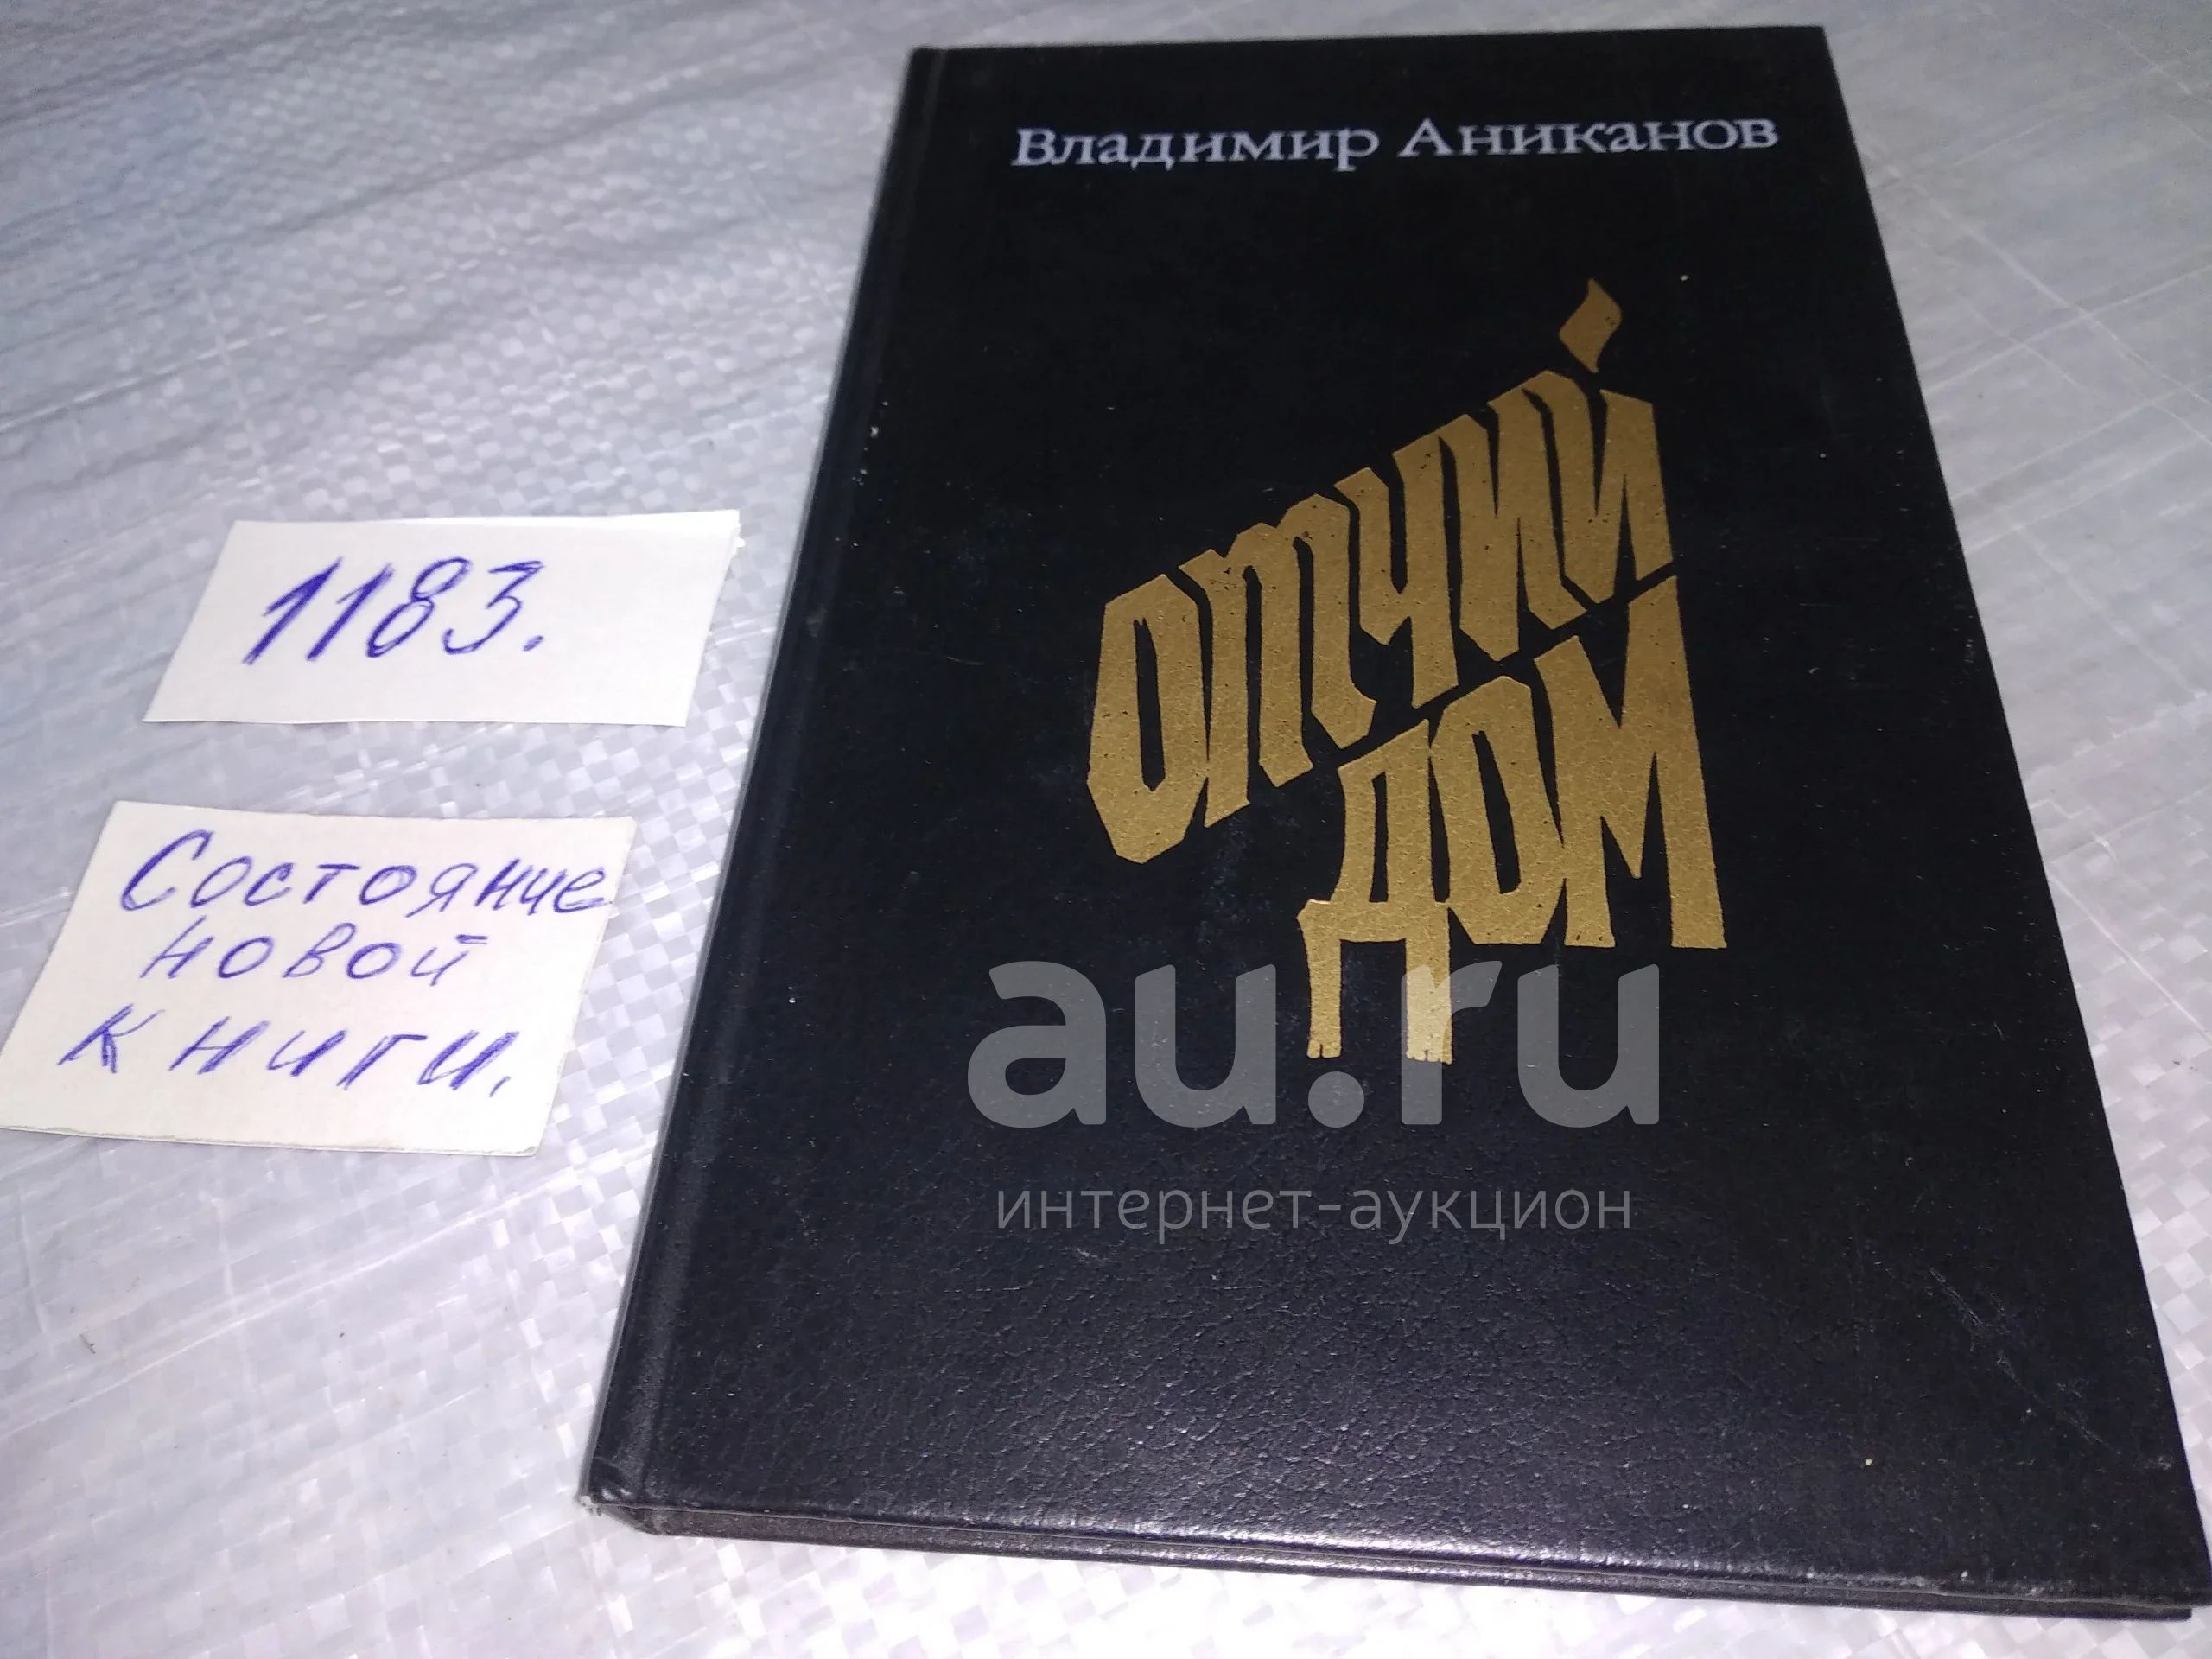 Владимир Аниканов
отчий
дом
1183.
Состояние
новой
книги.
au.ru
интернет-аукцион